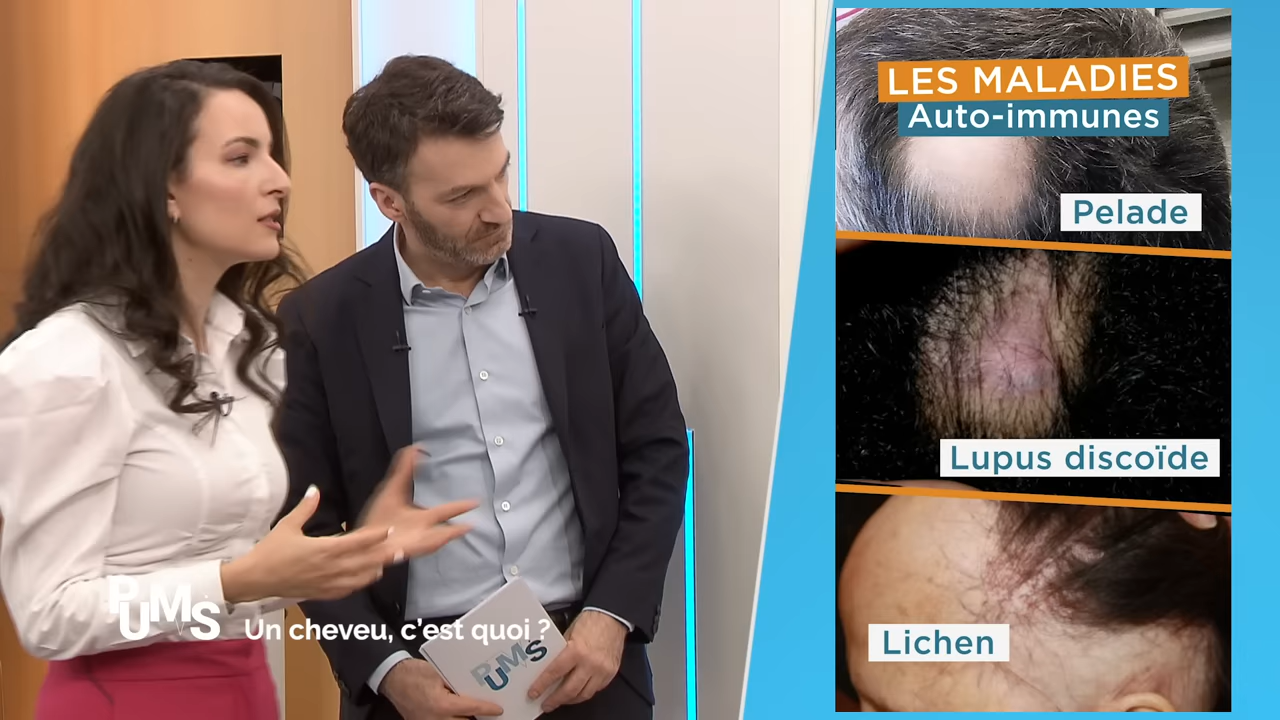 LES MALADIES
Auto-immunes
Pelade
Lupus discoïde
Lichen
PUMS
Un cheveu, c'est quoi ?
PUMS